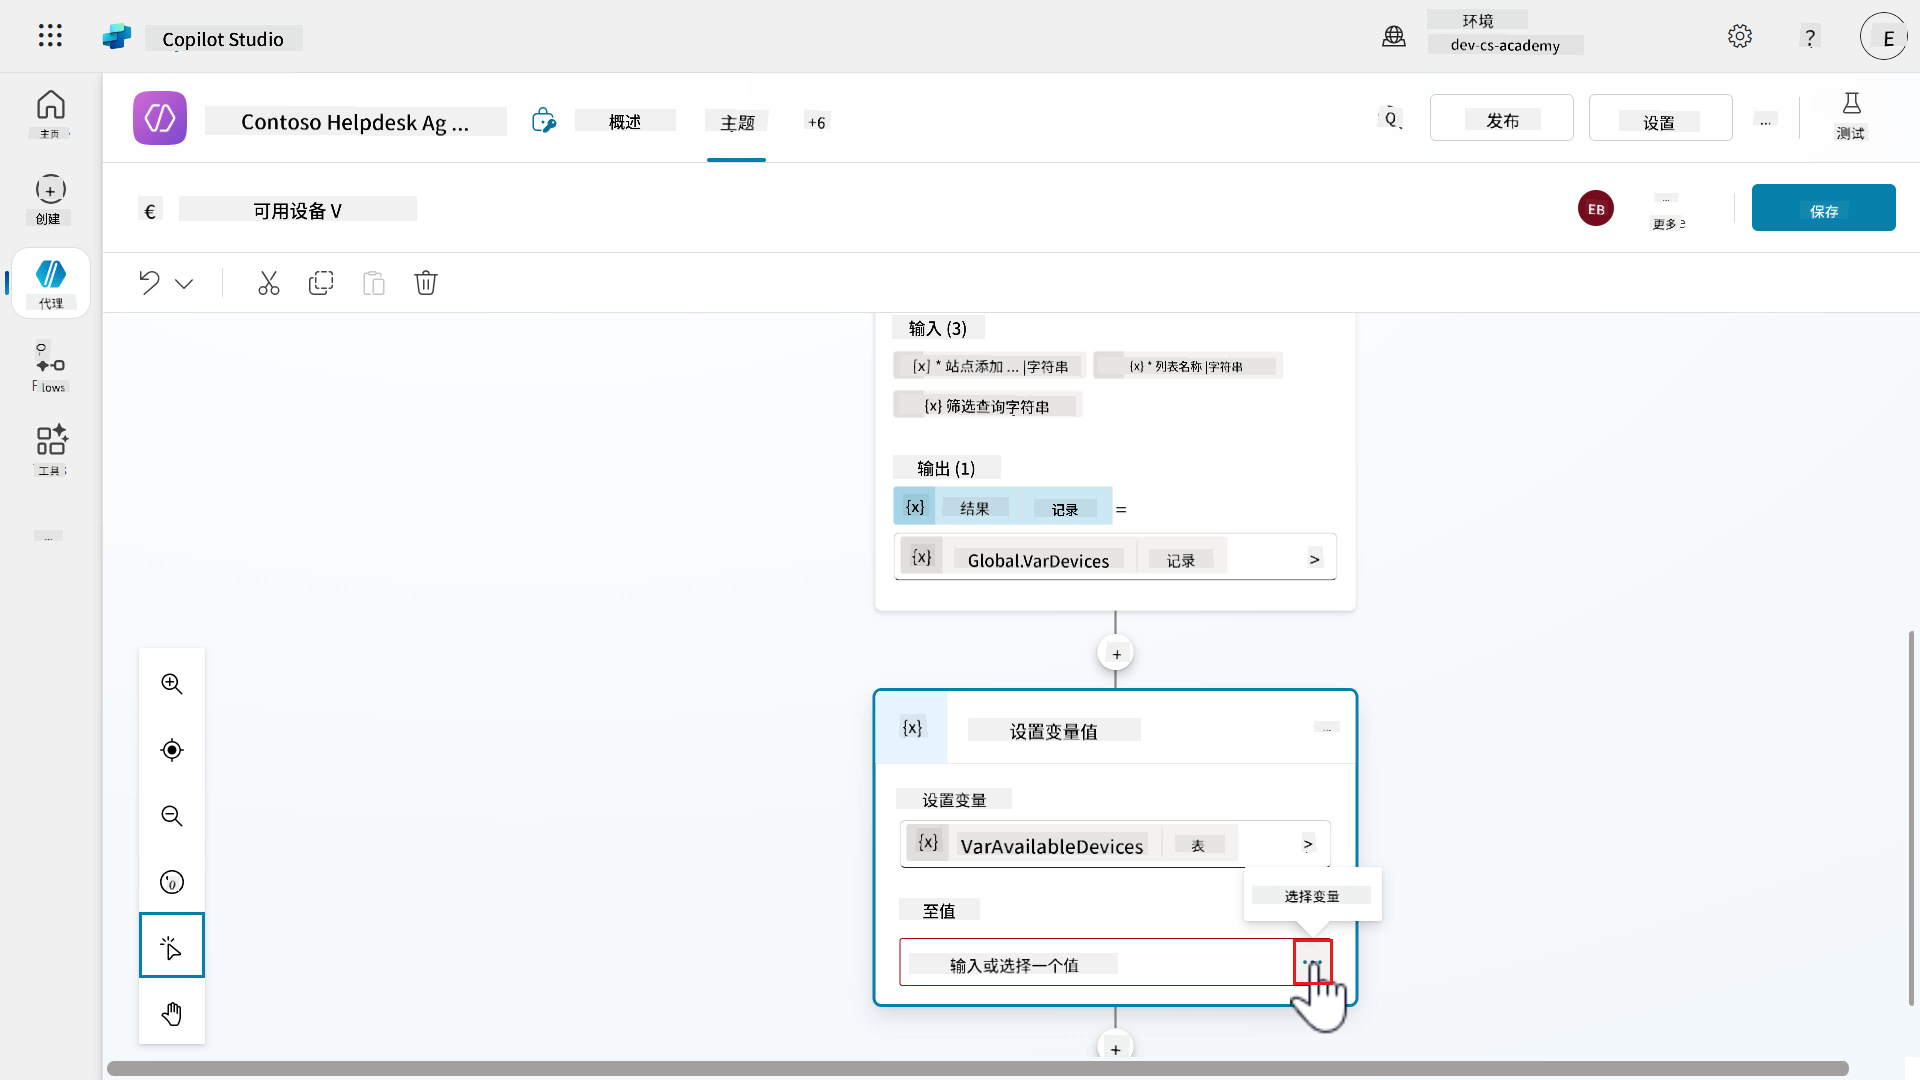 Copilot Studio
环境
dev-cs-academy
?
E
主页
创建
代理
Flows
工具
...
Contoso Helpdesk Ag ...
概述
主题
+6
发布
设置
...
测试
可用设备 V
EB
...
更多
保存
输入 (3)
[x] * 站点添加 ... |字符串
{x} * 列表名称 |字符串
{x} 筛选查询字符串
输出 (1)
{x} 结果 记录 =
{x} Global.VarDevices 记录 >
+
{x} 设置变量值 ...
设置变量
{x} VarAvailableDevices 表 >
选择变量
至值
输入或选择一个值 ...
+